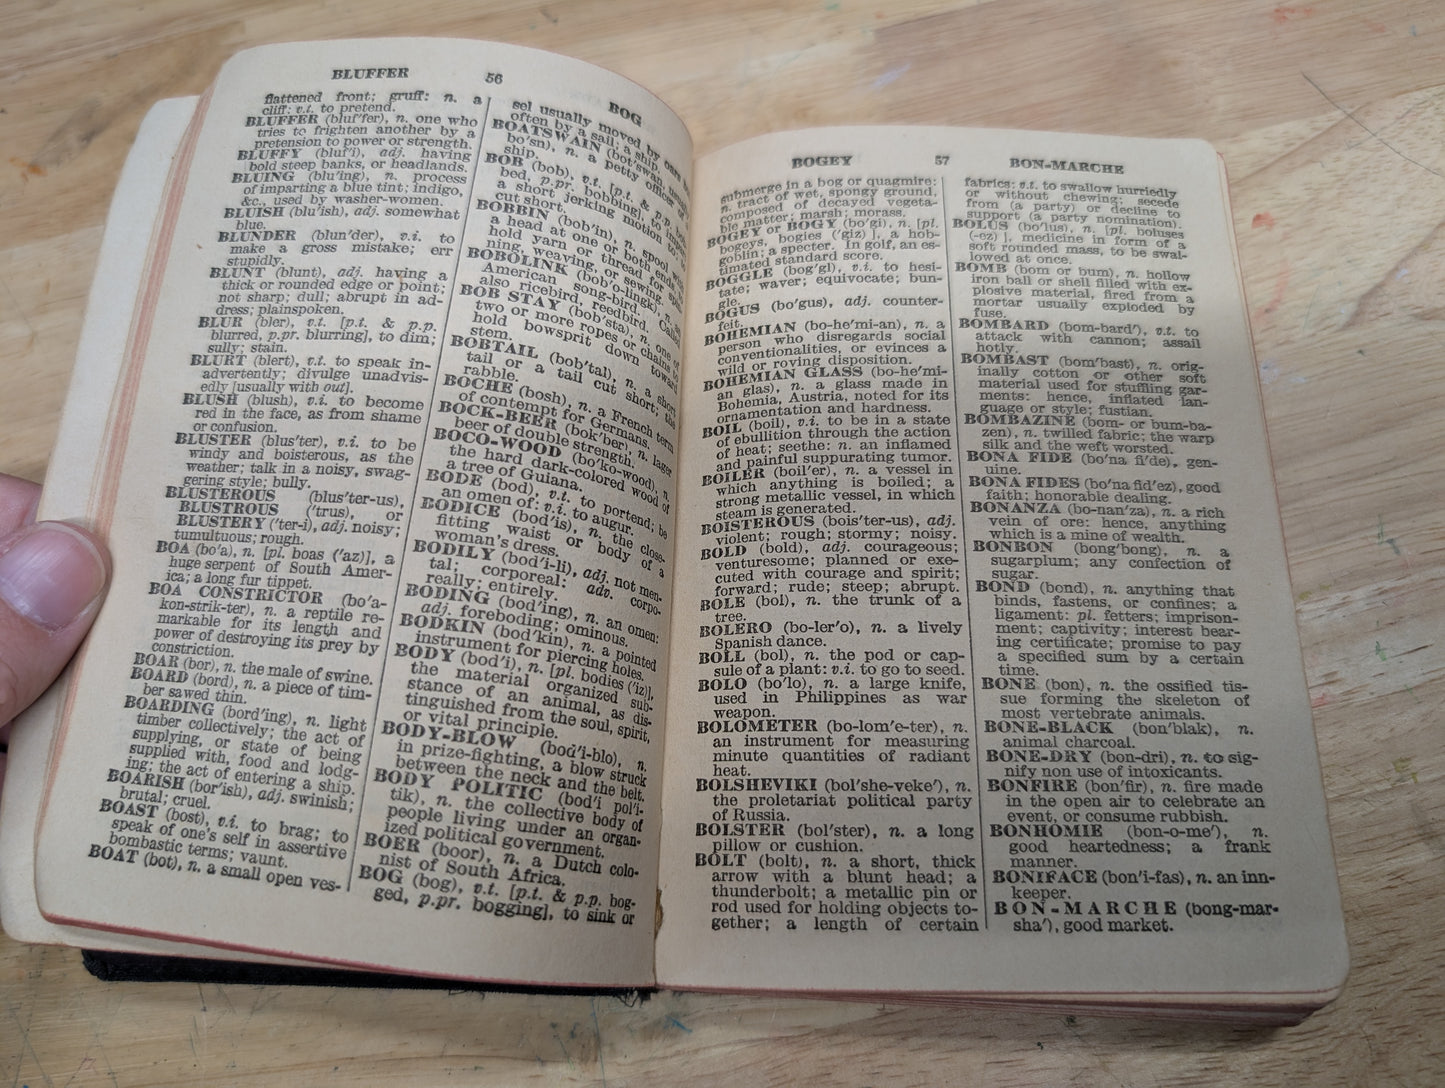 BLUFFER 56 BOG
flattened front; gruff: n. a
cliff: v.t. to pretend.
BLUFFER (bluf'fer), n. one who
tries to frighten another by a
pretension to power or strength.
BLUFFY (bluf'i), adj. having
bold steep banks, or headlands.
BLUING (blu'ing), n. process
of imparting a blue tint; indigo,
&c., used by washer-women.
BLUISH (blu'ish), adj. somewhat
blue.
BLUNDER (blun'der), v.i. to
make a gross mistake; err
stupidly.
BLUNT (blunt), adj. having a
thick or rounded edge or point;
not sharp; dull; abrupt in ad-
dress; plainspoken.
BLUR (bler), v.t. [p.t. & p.p.
blurred, p.pr. blurring], to dim;
sully; stain.
BLURT (blert), v.t. to speak in-
advertently; divulge unadvis-
edly [usually with out].
BLUSH (blush), v.i. to become
red in the face, as from shame
or confusion.
BLUSTER (blus'ter), v.i. to be
windy and boisterous, as the
weather; talk in a noisy, swag-
gering style; bully.
BLUSTEROUS (blus'ter-us),
BLUSTROUS ('trus), or
BLUSTERY ('ter-i), adj. noisy;
tumultuous; rough.
BOA (bo'a), n. [pl. boas ('az)], a
huge serpent of South Amer-
ica; a long fur tippet.
BOA CONSTRICTOR (bo'a-
kon-strik-ter), n. a reptile re-
markable for its length and
power of destroying its prey by
constriction.
BOAR (bor), n. the male of swine.
BOARD (bord), n. a piece of tim-
ber sawed thin.
BOARDING (bord'ing), n. light
timber collectively; the act of
supplying, or state of being
supplied with, food and lodg-
ing; the act of entering a ship.
BOARISH (bor'ish), adj. swinish;
brutal; cruel.
BOAST (bost), v.i. to brag; to
speak of one's self in assertive
bombastic terms; vaunt.
BOAT (bot), n. a small open ves-
sel usually moved by oars
often by a sail; a ship.
BOATSWAIN (bot'swan,
bo'sn), n. a petty officer of
ship.
BOB (bob), v.t. [p.t. & p.p.
bed, p.pr. bobbing], to
a short, jerking motion to;
cut short.
BOBBIN (bob'in), n. spool with
a head at one or both ends to
hold yarn or thread for
ning, weaving, or sewing.
BOBOLINK (bob'o-lingk), n. an
American song-bird. Called
also ricebird, reedbird.
BOB STAY (bob'sta), n. one of
two or more ropes or chains to
hold bowsprit down toward
stem.
BOBTAIL (bob'tal), n. a short
tail or a tail cut short; the
rabble.
BOCHE (bosh), n. a French term
of contempt for Germans.
BOCK-BEER (bok'ber) n. lager
beer of double strength.
BOCO-WOOD (bo'ko-wood), n.
the hard dark-colored wood of
a tree of Guiana.
BODE (bod), v.t. to portend; be
an omen of: v.i. to augur.
BODICE (bod'is), n. the close-
fitting waist or body of a
woman's dress.
BODILY (bod'i-li), adj. not men-
tal; corporeal: adv. corpo-
really; entirely.
BODING (bod'ing), n. an omen:
adj. foreboding; ominous.
BODKIN (bod'kin), n. a pointed
instrument for piercing holes.
BODY (bod'i), n. [pl. bodies ('iz)],
the material organized sub-
stance of an animal, as dis-
tinguished from the soul, spirit,
or vital principle.
BODY-BLOW (bod'i-blo), n.
in prize-fighting, a blow struck
between the neck and the belt.
BODY POLITIC (bod'i pol'i-
tik), n. the collective body of
people living under an organ-
ized political government.
BOER (boor), n. a Dutch colo-
nist of South Africa.
BOG (bog), v.t. [p.t. & p.p. bog-
ged, p.pr. bogging], to sink or
BOGEY 57 BON-MARCHE
submerge in a bog or quagmire:
n. tract of wet, spongy ground,
composed of decayed vegeta-
ble matter; marsh; morass.
BOGEY or BOGY (bo'gi), n. [pl.
bogeys, bogies ('giz)], a hob-
goblin; a specter. In golf, an es-
timated standard score.
BOGGLE (bog'gl), v.i. to hesi-
tate; waver; equivocate; bun-
gle.
BOGUS (bo'gus), adj. counter-
feit.
BOHEMIAN (bo-he'mi-an), n. a
person who disregards social
conventionalities, or evinces a
wild or roving disposition.
BOHEMIAN GLASS (bo-he'mi-
an glas), n. a glass made in
Bohemia, Austria, noted for its
ornamentation and hardness.
BOIL (boil), v.i. to be in a state
of ebullition through the action
of heat; seethe: n. an inflamed
and painful suppurating tumor.
BOILER (boil'er), n. a vessel in
which anything is boiled; a
strong metallic vessel, in which
steam is generated.
BOISTEROUS (bois'ter-us), adj.
violent; rough; stormy; noisy.
BOLD (bold), adj. courageous;
venturesome; planned or exe-
cuted with courage and spirit;
forward; rude; steep; abrupt.
BOLE (bol), n. the trunk of a
tree.
BOLERO (bo-ler'o), n. a lively
Spanish dance.
BOLL (bol), n. the pod or cap-
sule of a plant: v.i. to go to seed.
BOLO (bo'lo), n. a large knife,
used in Philippines as war
weapon.
BOLOMETER (bo-lom'e-ter), n.
an instrument for measuring
minute quantities of radiant
heat.
BOLSHEVIKI (bol'she-veke'), n.
the proletariat political party
of Russia.
BOLSTER (bol'ster), n. a long
pillow or cushion.
BOLT (bolt), n. a short, thick
arrow with a blunt head; a
thunderbolt; a metallic pin or
rod used for holding objects to-
gether; a length of certain
fabrics: v.t. to swallow hurriedly
or without chewing; secede
from (a party) or decline to
support (a party nomination).
BOLUS (bo'lus), n. [pl. boluses
(-ez)], medicine in form of a
soft rounded mass, to be swal-
lowed at once.
BOMB (bom or bum), n. hollow
iron ball or shell filled with ex-
plosive material, fired from a
mortar usually exploded by
fuse.
BOMBARD (bom-bard'), v.t. to
attack with cannon; assail
hotly.
BOMBAST (bom'bast), n. orig-
inally cotton or other soft
material used for stuffing gar-
ments: hence, inflated lan-
guage or style; fustian.
BOMBAZINE (bom- or bum-ba-
zen), n. twilled fabric; the warp
silk and the weft worsted.
BONA FIDE (bo'na fi'de), gen-
uine.
BONA FIDES (bo'na fid'ez), good
faith; honorable dealing.
BONANZA (bo-nan'za), n. a rich
vein of ore: hence, anything
which is a mine of wealth.
BONBON (bong'bong), n. a
sugarplum; any confection of
sugar.
BOND (bond), n. anything that
binds, fastens, or confines; a
ligament: pl. fetters; imprison-
ment; captivity; interest bear-
ing certificate; promise to pay
a specified sum by a certain
time.
BONE (bon), n. the ossified tis-
sue forming the skeleton of
most vertebrate animals.
BONE-BLACK (bon'blak), n.
animal charcoal.
BONE-DRY (bon-dri), n. to sig-
nify non use of intoxicants.
BONFIRE (bon'fir), n. fire made
in the open air to celebrate an
event, or consume rubbish.
BONHOMIE (bon-o-me'), n.
good heartedness; a frank
manner.
BONIFACE (bon'i-fas), n. an inn-
keeper.
BON-MARCHE (bong-mar-
sha'), good market.